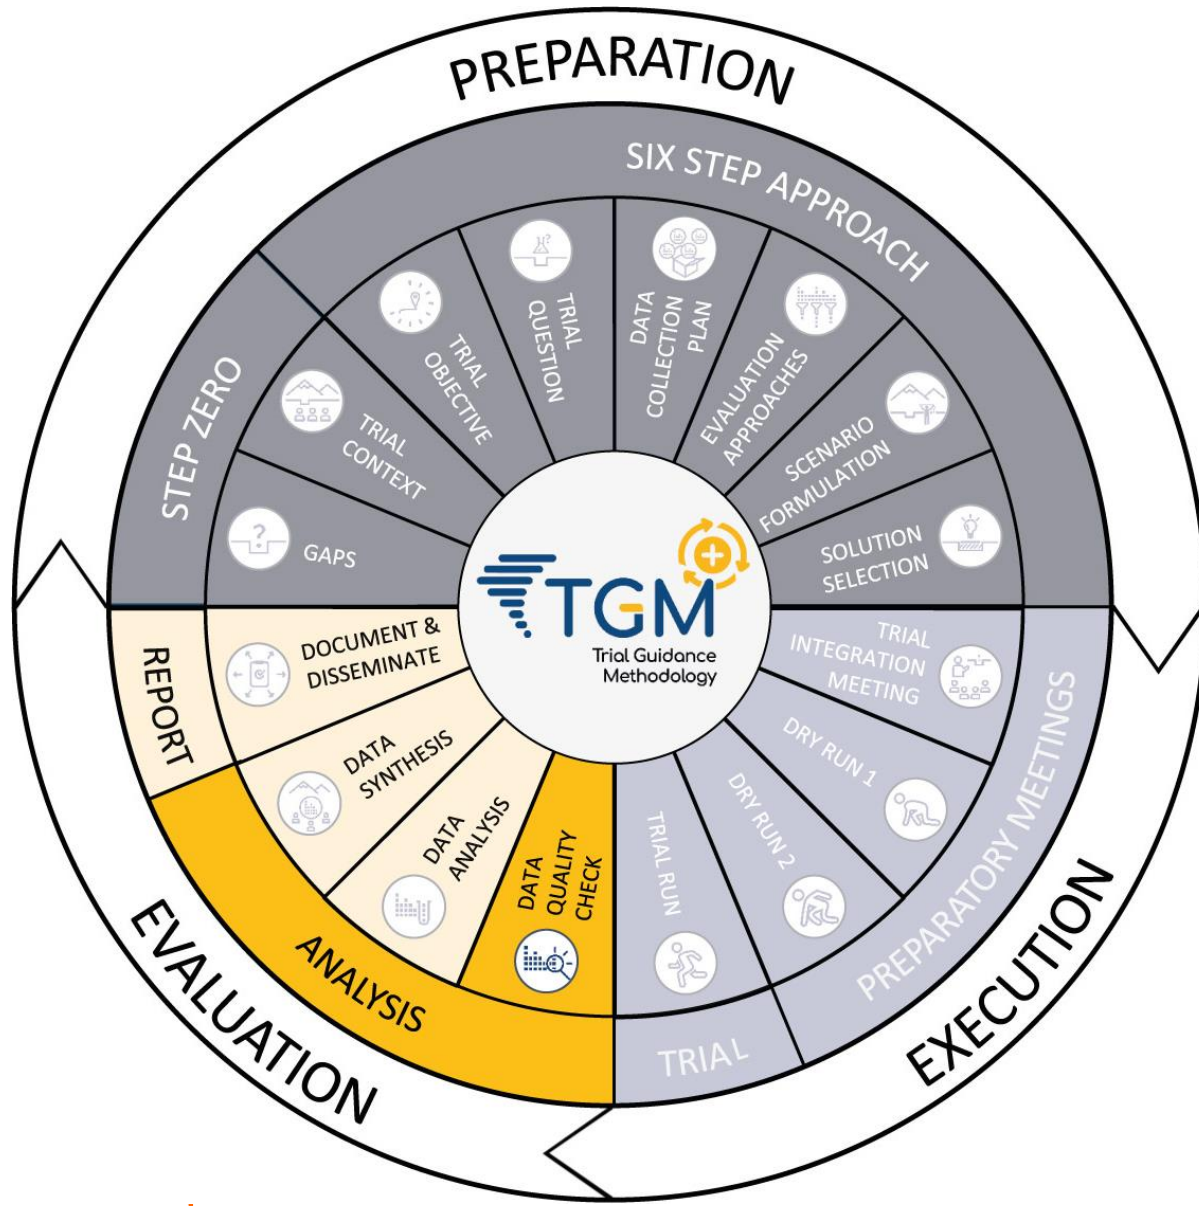 PREPARATION
SIX STEP APPROACH
STEP ZERO
GAPS
TRIAL
CONTEXT
TRIAL
OBJECTIVE
TRIAL
QUESTION
DATA
COLLECTION
PLAN
EVALUATION
APPROACHES
SCENARIO
FORMULATION
SOLUTION
SELECTION
EXECUTION
PREPARATORY MEETINGS
TRIAL
INTEGRATION
MEETING
DRY RUN 1
DRY RUN 2
TRIAL
TRIAL RUN
EVALUATION
ANALYSIS
DATA
QUALITY
CHECK
DATA
ANALYSIS
DATA
SYNTHESIS
REPORT
DOCUMENT &
DISSEMINATE
TGM
Trial Guidance
Methodology